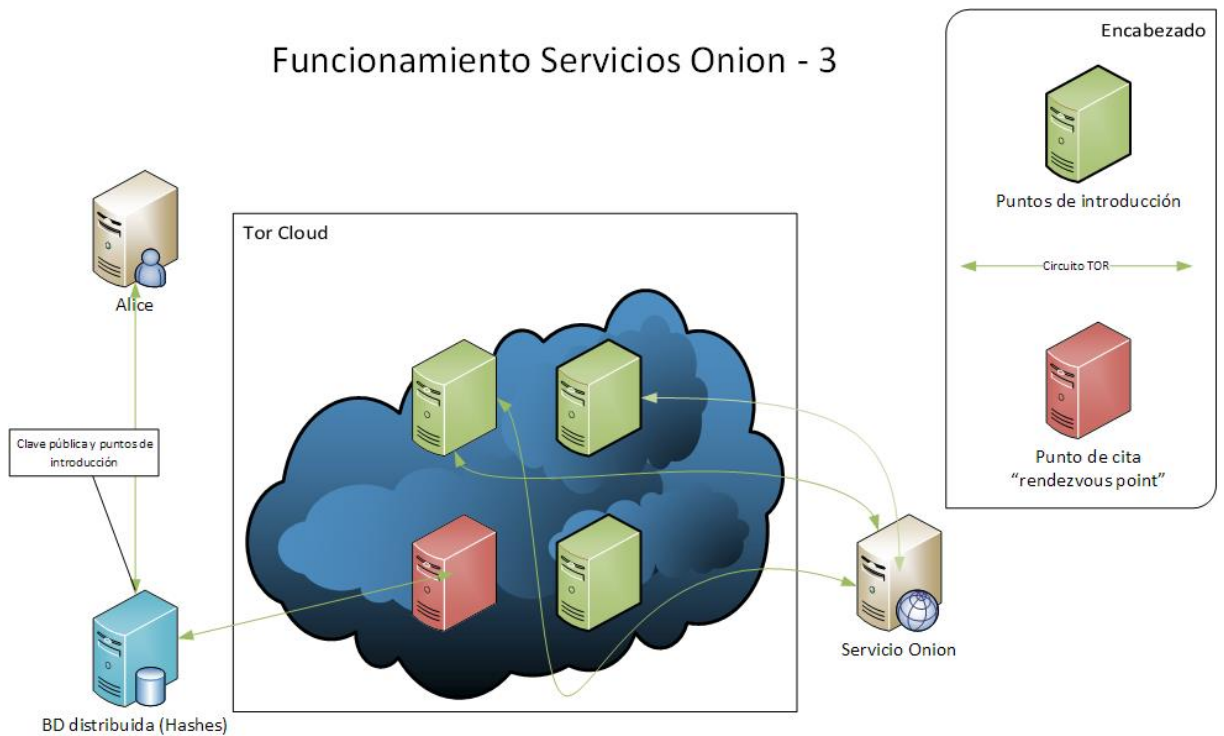 Funcionamiento Servicios Onion - 3
Encabezado
Puntos de introducción
Circuito TOR
Punto de cita
“rendezvous point”
Tor Cloud
Alice
Clave pública y puntos de
introducción
BD distribuida (Hashes)
Servicio Onion